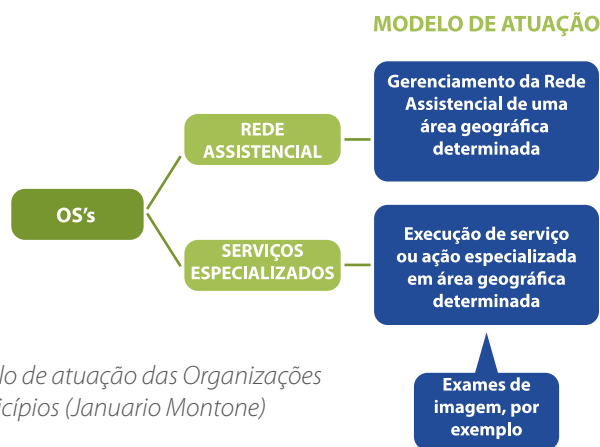 MODELO DE ATUAÇÃO
Gerenciamento da Rede
Assistencial de uma
área geográfica
determinada
REDE
ASSISTENCIAL
OS's
SERVIÇOS
ESPECIALIZADOS
Execução de serviço
ou ação especializada
em área geográfica
determinada
Exames de
imagem, por
exemplo
lo de atuação das Organizações
icípios (Januario Montone)